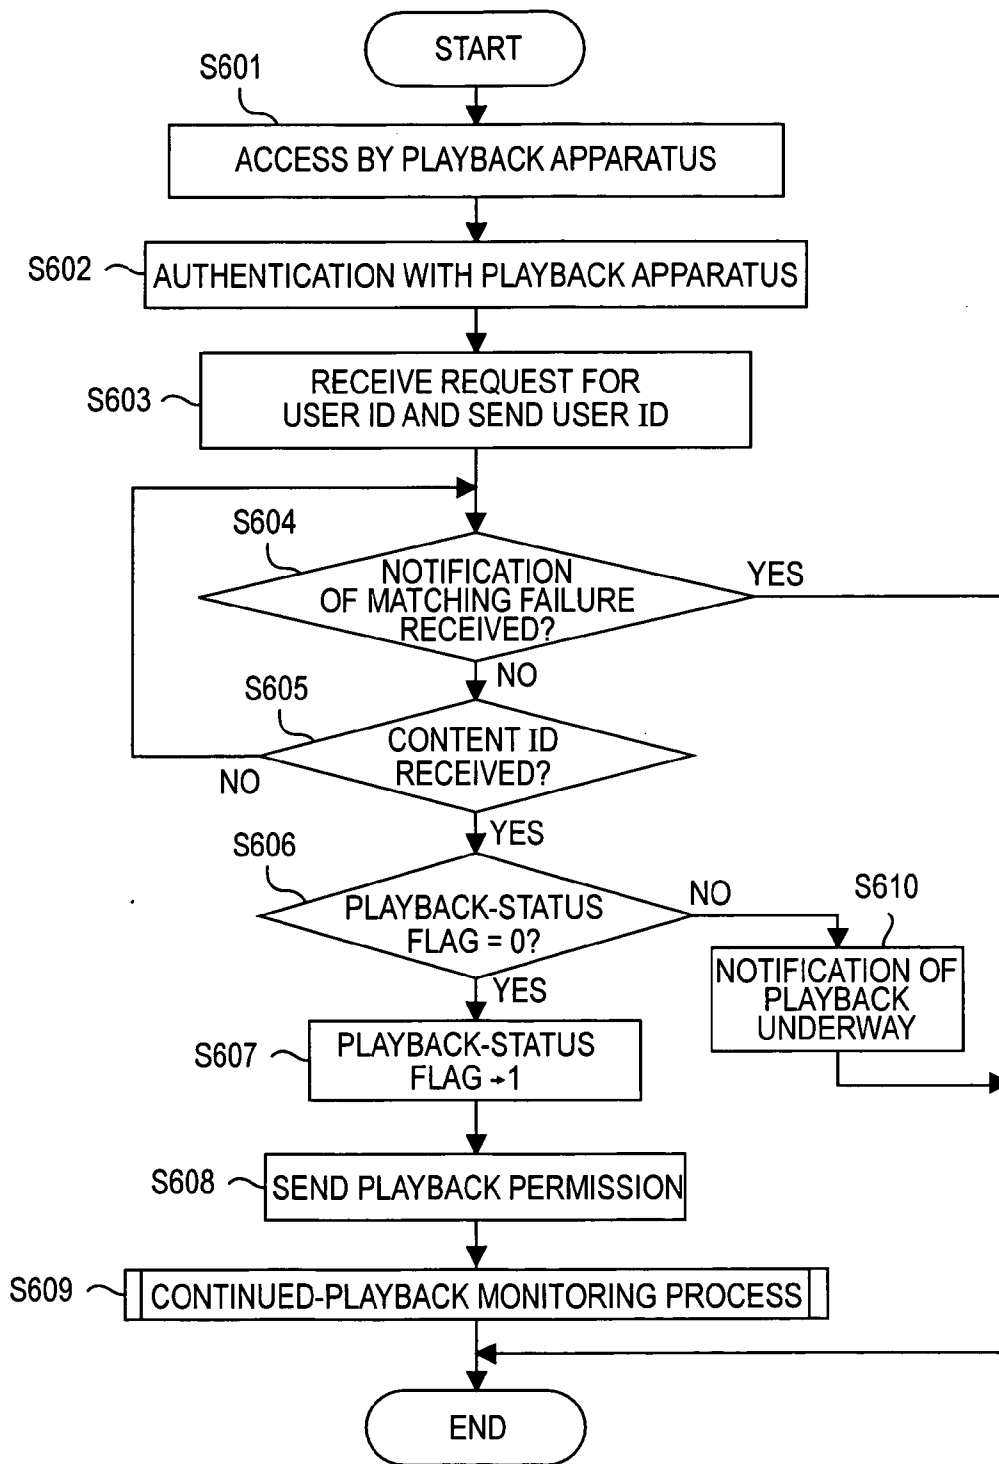 START
S601
ACCESS BY PLAYBACK APPARATUS
S602
AUTHENTICATION WITH PLAYBACK APPARATUS
S603
RECEIVE REQUEST FOR
USER ID AND SEND USER ID
S604
NOTIFICATION
OF MATCHING FAILURE
RECEIVED?
YES
NO
S605
CONTENT ID
RECEIVED?
NO
YES
S606
PLAYBACK-STATUS
FLAG = 0?
NO
YES
S610
NOTIFICATION OF
PLAYBACK
UNDERWAY
S607
PLAYBACK-STATUS
FLAG → 1
S608
SEND PLAYBACK PERMISSION
S609
CONTINUED-PLAYBACK MONITORING PROCESS
END